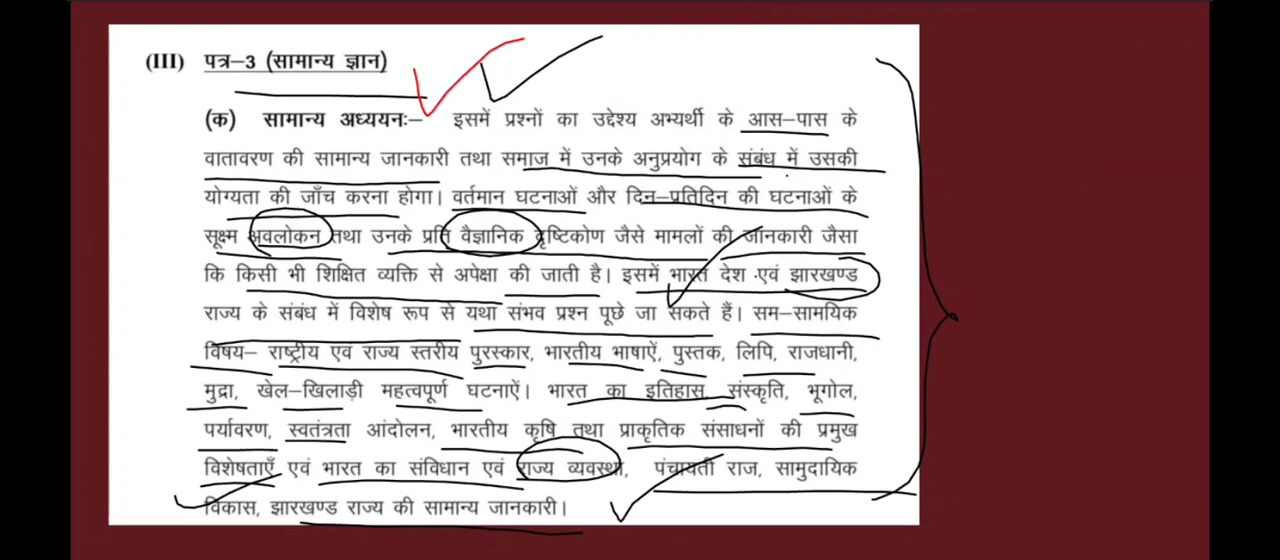 (III) पत्र–3 (सामान्य ज्ञान)
(क) सामान्य अध्ययनः– इसमें प्रश्नों का उद्देश्य अभ्यर्थी के आस–पास के
वातावरण की सामान्य जानकारी तथा समाज में उनके अनुप्रयोग के संबंध में उसकी
योग्यता की जाँच करना होगा। वर्तमान घटनाओं और दिन–प्रतिदिन की घटनाओं के
सूक्ष्म अवलोकन तथा उनके प्रति वैज्ञानिक दृष्टिकोण जैसे मामलों की जानकारी जैसा
कि किसी भी शिक्षित व्यक्ति से अपेक्षा की जाती है। इसमें भारत देश एवं झारखण्ड
राज्य के संबंध में विशेष रूप से यथा संभव प्रश्न पूछे जा सकते हैं। सम–सामयिक
विषय– राष्ट्रीय एव राज्य स्तरीय पुरस्कार, भारतीय भाषाऐं, पुस्तक, लिपि, राजधानी,
मुद्रा, खेल–खिलाड़ी महत्वपूर्ण घटनाऐं। भारत का इतिहास, संस्कृति, भूगोल,
पर्यावरण, स्वतंत्रता आंदोलन, भारतीय कृषि तथा प्राकृतिक संसाधनों की प्रमुख
विशेषताएँ एवं भारत का संविधान एवं राज्य व्यवस्था, पंचायती राज, सामुदायिक
विकास, झारखण्ड राज्य की सामान्य जानकारी।